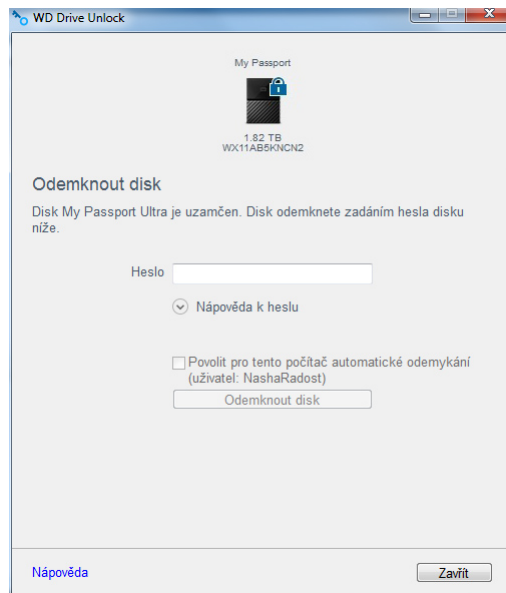 WD Drive Unlock
My Passport
1.82 TB
WX11AB5KNCN2
Odemknout disk
Disk My Passport Ultra je uzamčen. Disk odemknete zadáním hesla disku
níže.
Heslo
Nápověda k heslu
Povolit pro tento počítač automatické odemykání
(uživatel: NashaRadost)
Odemknout disk
Nápověda
Zavřít